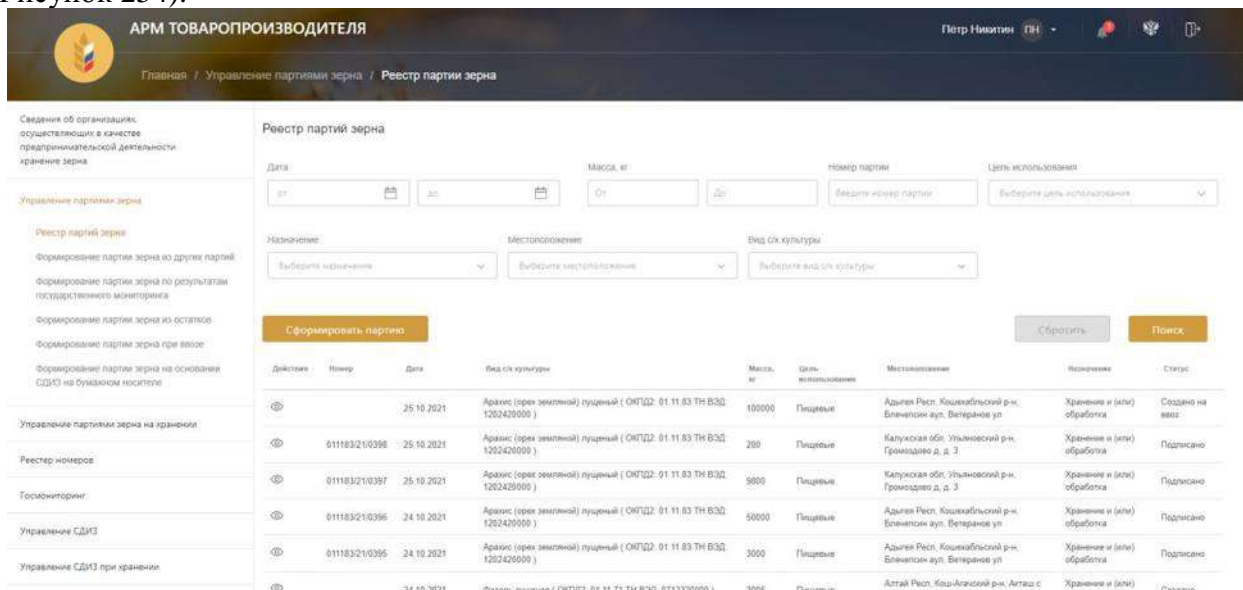 Рисунок 234).
АРМ ТОВАРОПРОИЗВОДИТЕЛЯ
Пётр Никитин ПН
Главная / Управление партиями зерна / Реестр партии зерна
Сведения об организациях,
осуществляющих в качестве
предпринимательской деятельности
хранение зерна
Управление партиями зерна
Реестр партий зерна
Формирование партии зерна из других партий
Формирование партии зерна по результатам
государственного мониторинга
Формирование партии зерна из остатков
Формирование партии зерна при ввозе
Формирование партии зерна на основании
СДИЗ на бумажном носителе
Управление партиями зерна на хранении
Реестр номеров
Госмониторинг
Управление СДИЗ
Управление СДИЗ при хранении
Реестр партий зерна
Дата Масса, кг Номер партии Цель использования
от до От До Введите номер партии Выберите цель использования
Назначение Местоположение Вид с/х культуры
Выберите назначение Выберите местоположение Выберите вид с/х культуры
Сформировать партию Сбросить Поиск
Действия Номер Дата Вид с/х культуры Масса, Цель Местоположение Назначение Статус
кг использования
25.10.2021 Арахис (орех земляной) лущеный ( ОКПД2: 01.11.83 ТН ВЭД: 100000 Пищевые Адыгея Респ, Кошехабльский р-н, Хранение и (или) Создано на
1202420000 ) Блечепсин аул, Ветеранов ул обработка ввоз
011183/21/0398 25.10.2021 Арахис (орех земляной) лущеный ( ОКПД2: 01.11.83 ТН ВЭД: 200 Пищевые Калужская обл, Ульяновский р-н, Хранение и (или) Подписано
1202420000 ) Громоздово д, д. 3 обработка
011183/21/0397 25.10.2021 Арахис (орех земляной) лущеный ( ОКПД2: 01.11.83 ТН ВЭД: 9800 Пищевые Калужская обл, Ульяновский р-н, Хранение и (или) Подписано
1202420000 ) Громоздово д, д. 3 обработка
011183/21/0396 24.10.2021 Арахис (орех земляной) лущеный ( ОКПД2: 01.11.83 ТН ВЭД: 50000 Пищевые Адыгея Респ, Кошехабльский р-н, Хранение и (или) Подписано
1202420000 ) Блечепсин аул, Ветеранов ул обработка
011183/21/0395 24.10.2021 Арахис (орех земляной) лущеный ( ОКПД2: 01.11.83 ТН ВЭД: 3000 Пищевые Адыгея Респ, Кошехабльский р-н, Хранение и (или) Подписано
1202420000 ) Блечепсин аул, Ветеранов ул обработка
24.10.2021 Алтай Респ, Кош-Агачский р-н, Акташ с Хранение и (или)